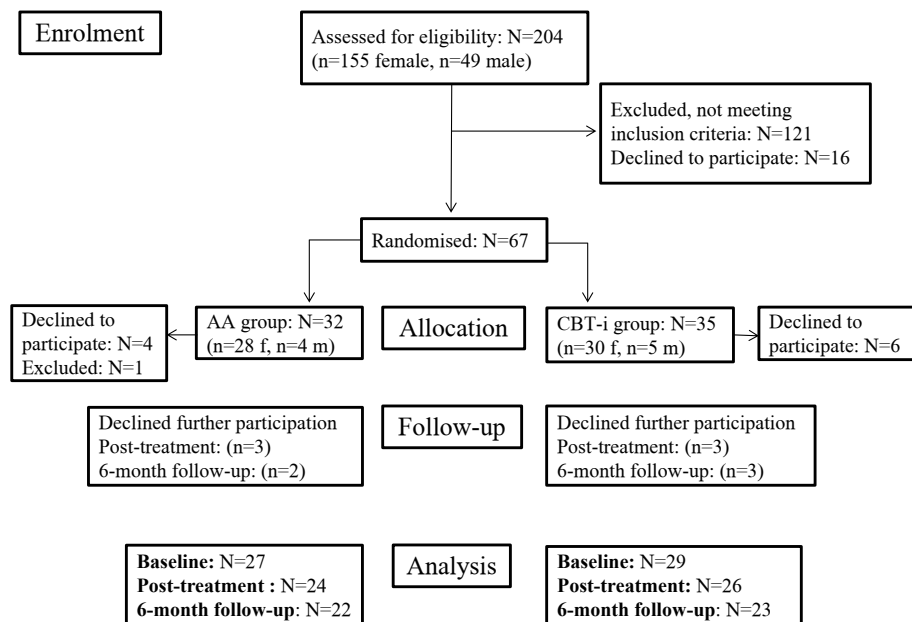 Enrolment
Assessed for eligibility: N=204
(n=155 female, n=49 male)
Excluded, not meeting
inclusion criteria: N=121
Declined to participate: N=16
Randomised: N=67
Declined to
participate: N=4
Excluded: N=1
AA group: N=32
(n=28 f, n=4 m)
Allocation
CBT-i group: N=35
(n=30 f, n=5 m)
Declined to
participate: N=6
Declined further participation
Post-treatment: (n=3)
6-month follow-up: (n=2)
Follow-up
Declined further participation
Post-treatment: (n=3)
6-month follow-up: (n=3)
Baseline: N=27
Post-treatment : N=24
6-month follow-up: N=22
Analysis
Baseline: N=29
Post-treatment: N=26
6-month follow-up: N=23